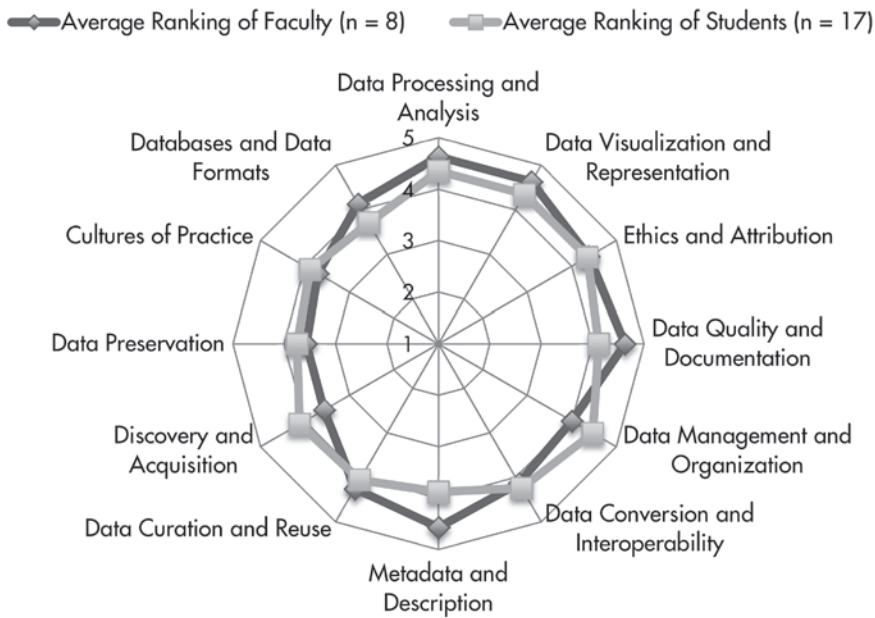 Average Ranking of Faculty (n = 8)
Average Ranking of Students (n = 17)
Data Processing and
Analysis
Databases and Data
Formats
Data Visualization and
Representation
Cultures of Practice
Ethics and Attribution
Data Preservation
Data Quality and
Documentation
Discovery and
Acquisition
Data Management and
Organization
Data Curation and Reuse
Data Conversion and
Interoperability
Metadata and
Description
5
4
3
2
1